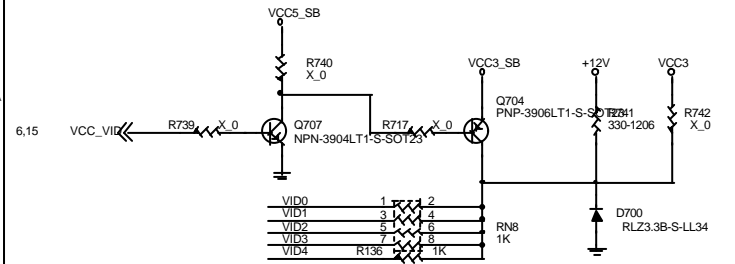 VCC5_SB
R740
X_0
VCC3_SB
+12V
VCC3
Q704
PNP-3906LT1-S-SOT23
R741
330-1206
R742
X_0
6,15
VCC_VID
R739
X_0
Q707
NPN-3904LT1-S-SOT23
R717
X_0
VID0
VID1
VID2
VID3
VID4
1
2
3
4
5
6
7
8
R136
1K
RN8
1K
D700
RLZ3.3B-S-LL34